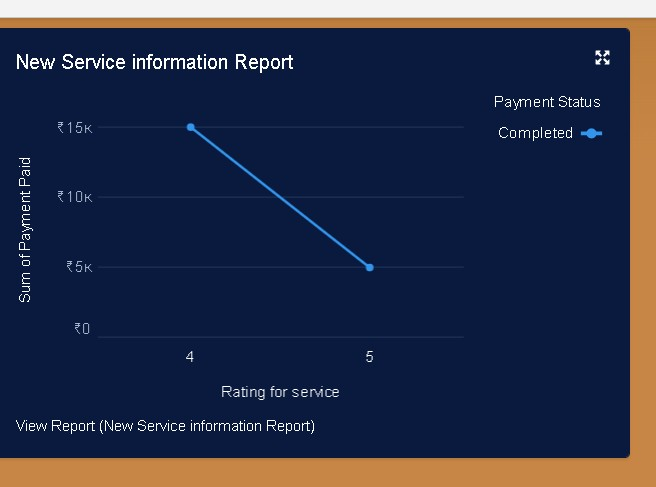 New Service information Report
Payment Status
Completed
Sum of Payment Paid
₹15K
₹10K
₹5K
₹0
4
5
Rating for service
View Report (New Service information Report)